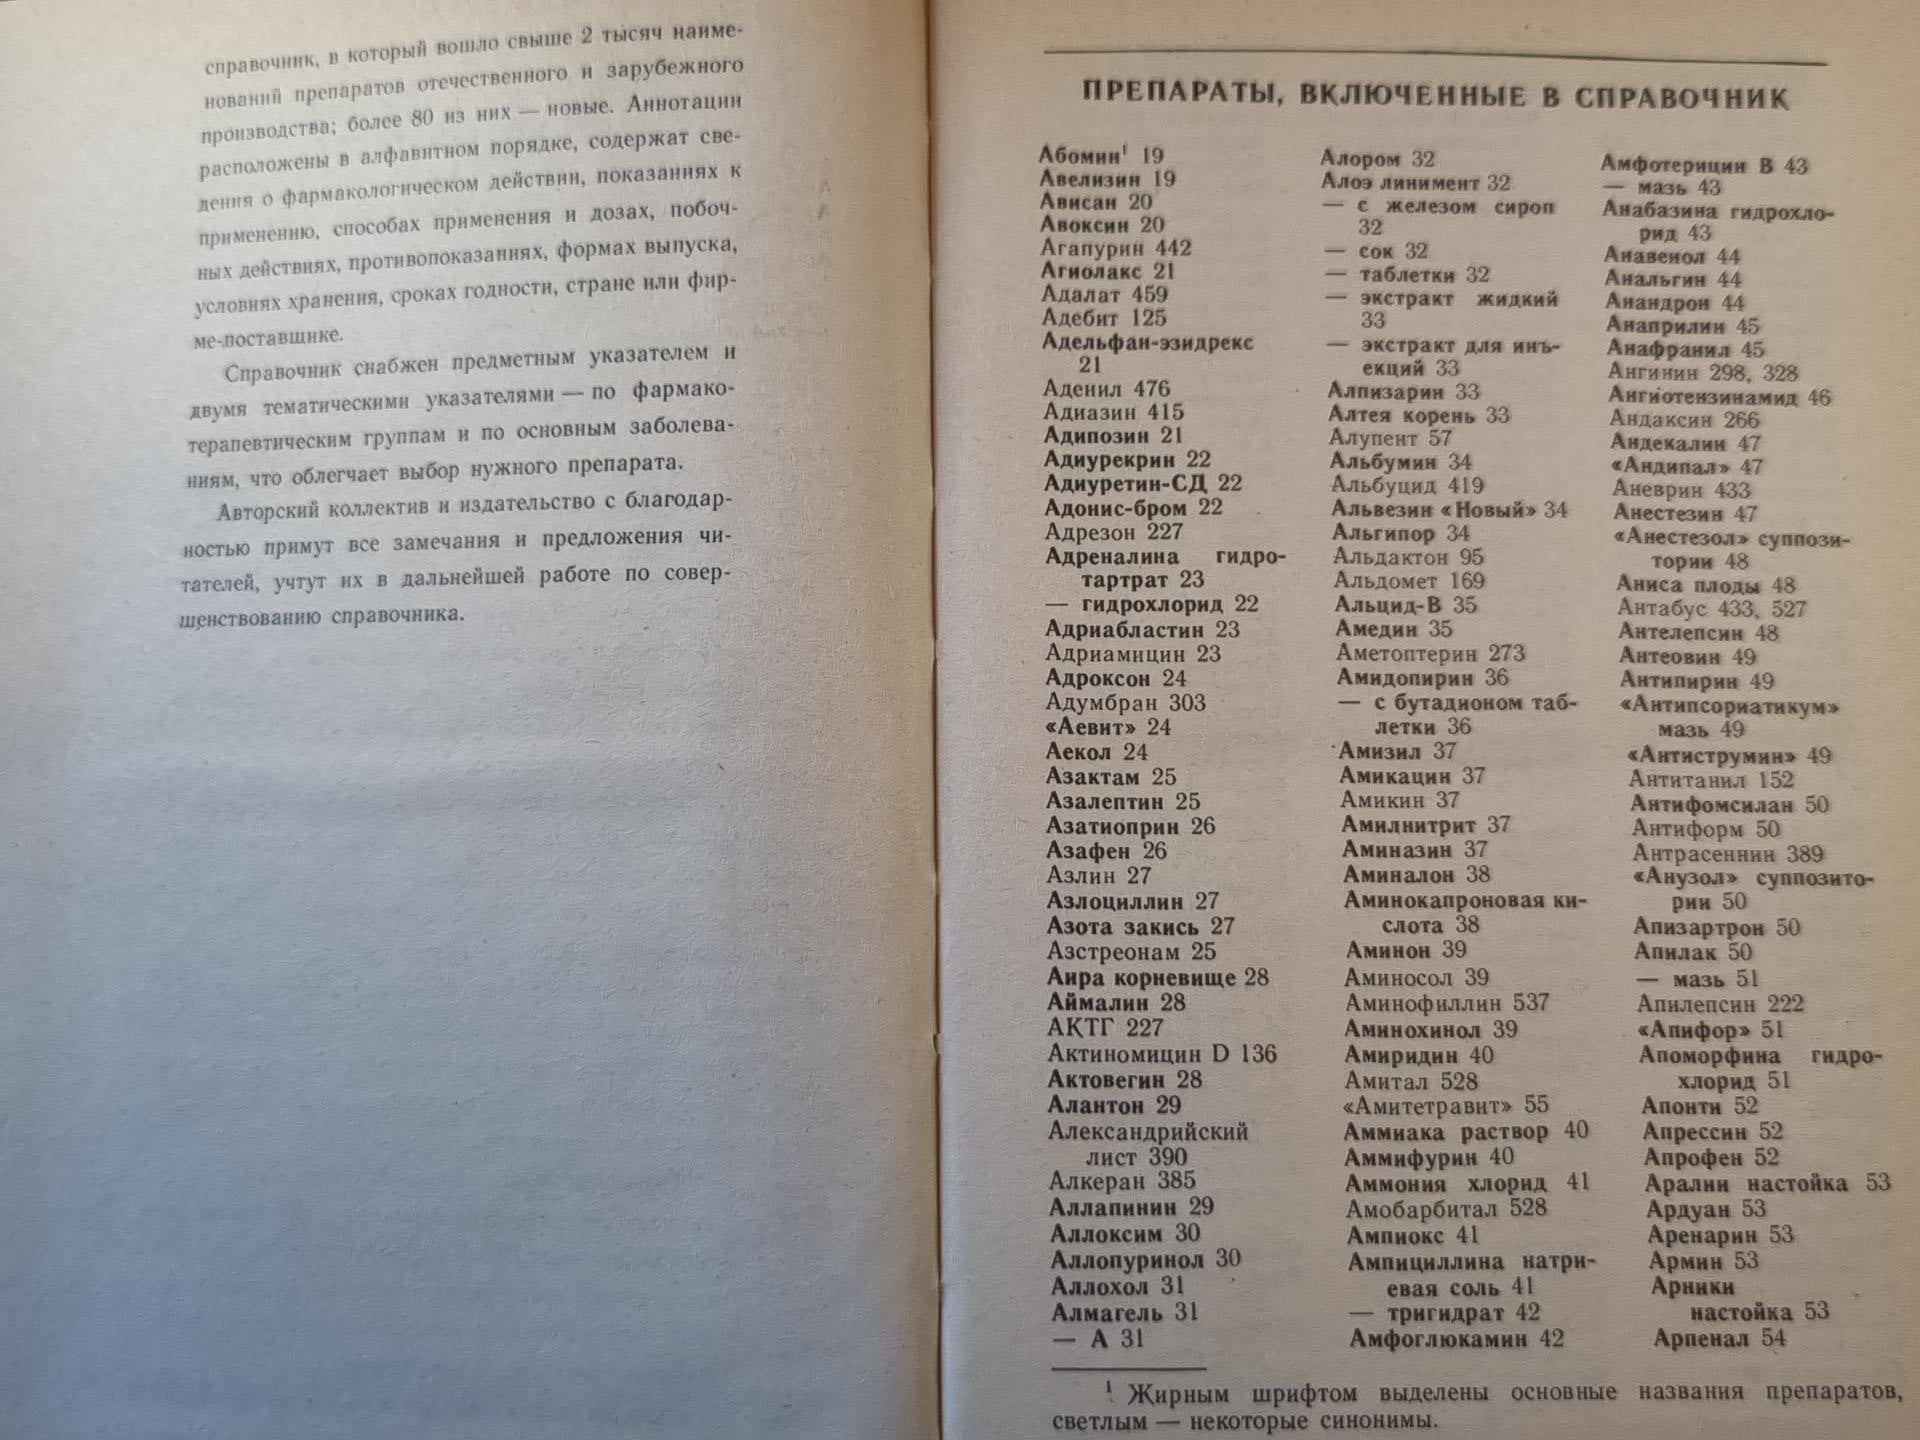 справочник, в который вошло свыше 2 тысяч наиме-
нований препаратов отечественного и зарубежного
производства; более 80 из них — новые. Аннотации
расположены в алфавитном порядке, содержат све-
дения о фармакологическом действии, показаниях к
применению, способах применения и дозах, побоч-
ных действиях, противопоказаниях, формах выпуска,
условиях хранения, сроках годности, стране или фир-
ме-поставщике.
Справочник снабжен предметным указателем и
двумя тематическими указателями — по фармако-
терапевтическим группам и по основным заболева-
ниям, что облегчает выбор нужного препарата.
Авторский коллектив и издательство с благодар-
ностью примут все замечания и предложения чи-
тателей, учтут их в дальнейшей работе по совер-
шенствованию справочника.
ПРЕПАРАТЫ, ВКЛЮЧЕННЫЕ В СПРАВОЧНИК
Абомин¹ 19
Авелизин 19
Ависан 20
Авоксин 20
Агапурин 442
Агиолакс 21
Адалат 459
Адебит 125
Адельфан-эзидрекс
21
Аденил 476
Адиазин 415
Адипозин 21
Адиурекрин 22
Адиуретин-СД 22
Адонис-бром 22
Адрезон 227
Адреналина гидро-
тартрат 23
— гидрохлорид 22
Адриабластин 23
Адриамицин 23
Адроксон 24
Адумбран 303
«Аевит» 24
Аекол 24
Азактам 25
Азалептин 25
Азатиоприн 26
Азафен 26
Азлин 27
Азлоциллин 27
Азота закись 27
Азстреонам 25
Аира корневище 28
Аймалин 28
АКТГ 227
Актиномицин D 136
Актовегин 28
Алантон 29
Александрийский
лист 390
Алкеран 385
Аллапинин 29
Аллоксим 30
Аллопуринол 30
Аллохол 31
Алмагель 31
— А 31
Алором 32
Алоэ линимент 32
— с железом сироп
32
— сок 32
— таблетки 32
— экстракт жидкий
33
— экстракт для инъ-
екций 33
Алпизарин 33
Алтея корень 33
Алупент 57
Альбумин 34
Альбуцид 419
Альвезин «Новый» 34
Альгипор 34
Альдактон 95
Альдомет 169
Альцид-В 35
Амедин 35
Аметоптерин 273
Амидопирин 36
— с бутадионом таб-
летки 36
Амизил 37
Амикацин 37
Амикин 37
Амилнитрит 37
Аминазин 37
Аминалон 38
Аминокапроновая ки-
слота 38
Аминон 39
Аминосол 39
Аминофиллин 537
Аминохинол 39
Амиридин 40
Амитал 528
«Амитетравит» 55
Аммиака раствор 40
Аммифурин 40
Аммония хлорид 41
Амобарбитал 528
Ампиокс 41
Ампициллина натри-
евая соль 41
— тригидрат 42
Амфоглюкамин 42
Амфотерицин В 43
— мазь 43
Анабазина гидрохло-
рид 43
Анавенол 44
Анальгин 44
Анандрон 44
Анаприлин 45
Анафранил 45
Ангинин 298, 328
Ангиотензинамид 46
Андаксин 266
Андекалин 47
«Андипал» 47
Аневрин 433
Анестезин 47
«Анестезол» суппози-
тории 48
Аниса плоды 48
Антабус 433, 527
Антелепсин 48
Антеовин 49
Антипирин 49
«Антипсориатикум»
мазь 49
«Антиструмин» 49
Антитанил 152
Антифомсилан 50
Антиформ 50
Антрасеннин 389
«Анузол» суппозито-
рии 50
Апизартрон 50
Апилак 50
— мазь 51
Апилепсин 222
«Апифор» 51
Апоморфина гидро-
хлорид 51
Апонти 52
Апрессин 52
Апрофен 52
Аралии настойка 53
Ардуан 53
Аренарин 53
Армин 53
Арники
настойка 53
Арпенал 54
¹ Жирным шрифтом выделены основные названия препаратов,
светлым — некоторые синонимы.